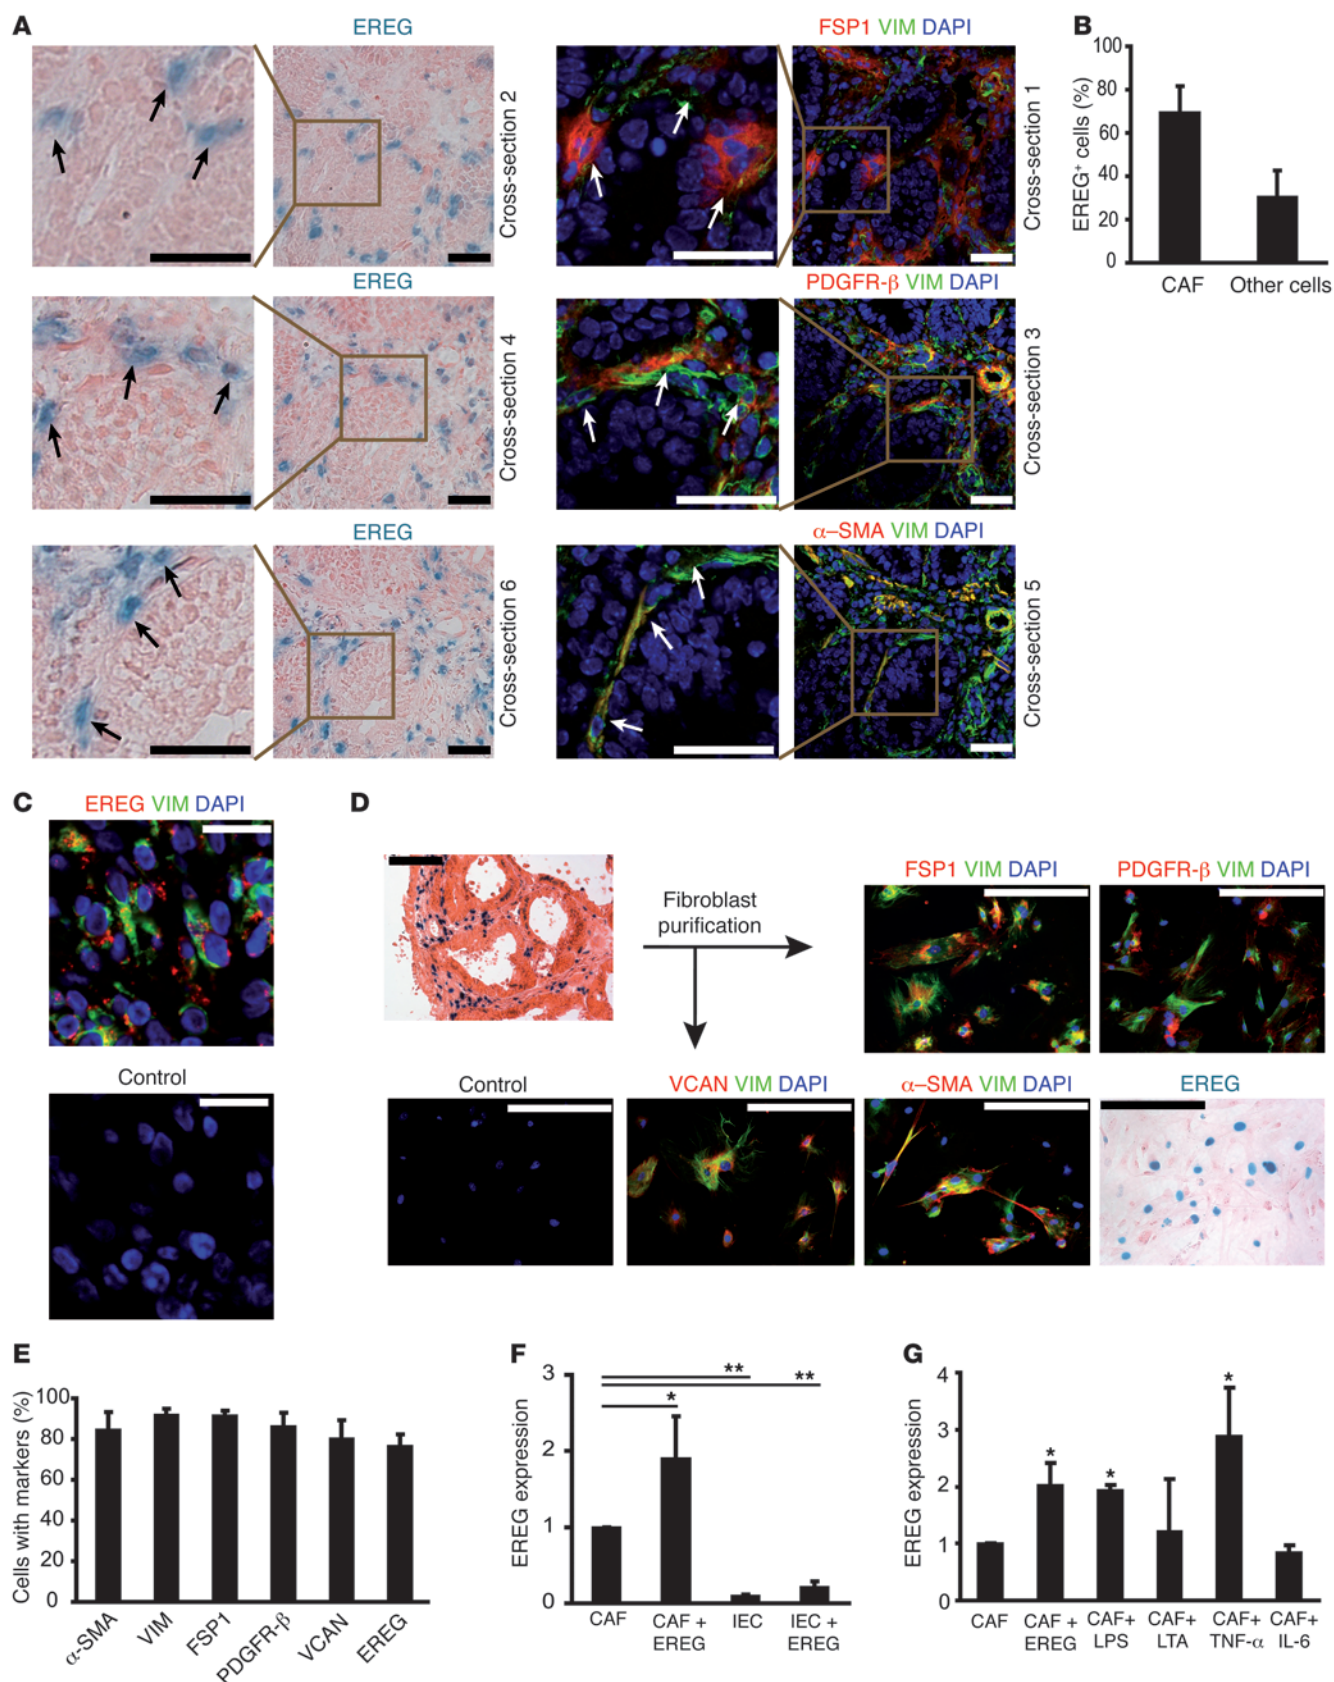 A
EREG
FSP1 VIM DAPI
Cross-section 2
Cross-section 1
EREG
PDGFR-β VIM DAPI
Cross-section 4
Cross-section 3
EREG
α–SMA VIM DAPI
Cross-section 6
Cross-section 5
B
EREG+ cells (%)
100
80
60
40
20
0
CAF
Other cells
C
EREG VIM DAPI
Control
D
Fibroblast
purification
FSP1 VIM DAPI
PDGFR-β VIM DAPI
Control
VCAN VIM DAPI
α–SMA VIM DAPI
EREG
E
Cells with markers (%)
100
80
60
40
20
0
α-SMA
VIM
FSP1
PDGFR-β
VCAN
EREG
F
EREG expression
3
2
1
0
**
**
*
CAF
CAF +
EREG
IEC
IEC +
EREG
G
EREG expression
4
3
2
1
0
*
*
*
CAF
CAF +
EREG
CAF+
LPS
CAF+
LTA
CAF+
TNF-α
CAF+
IL-6